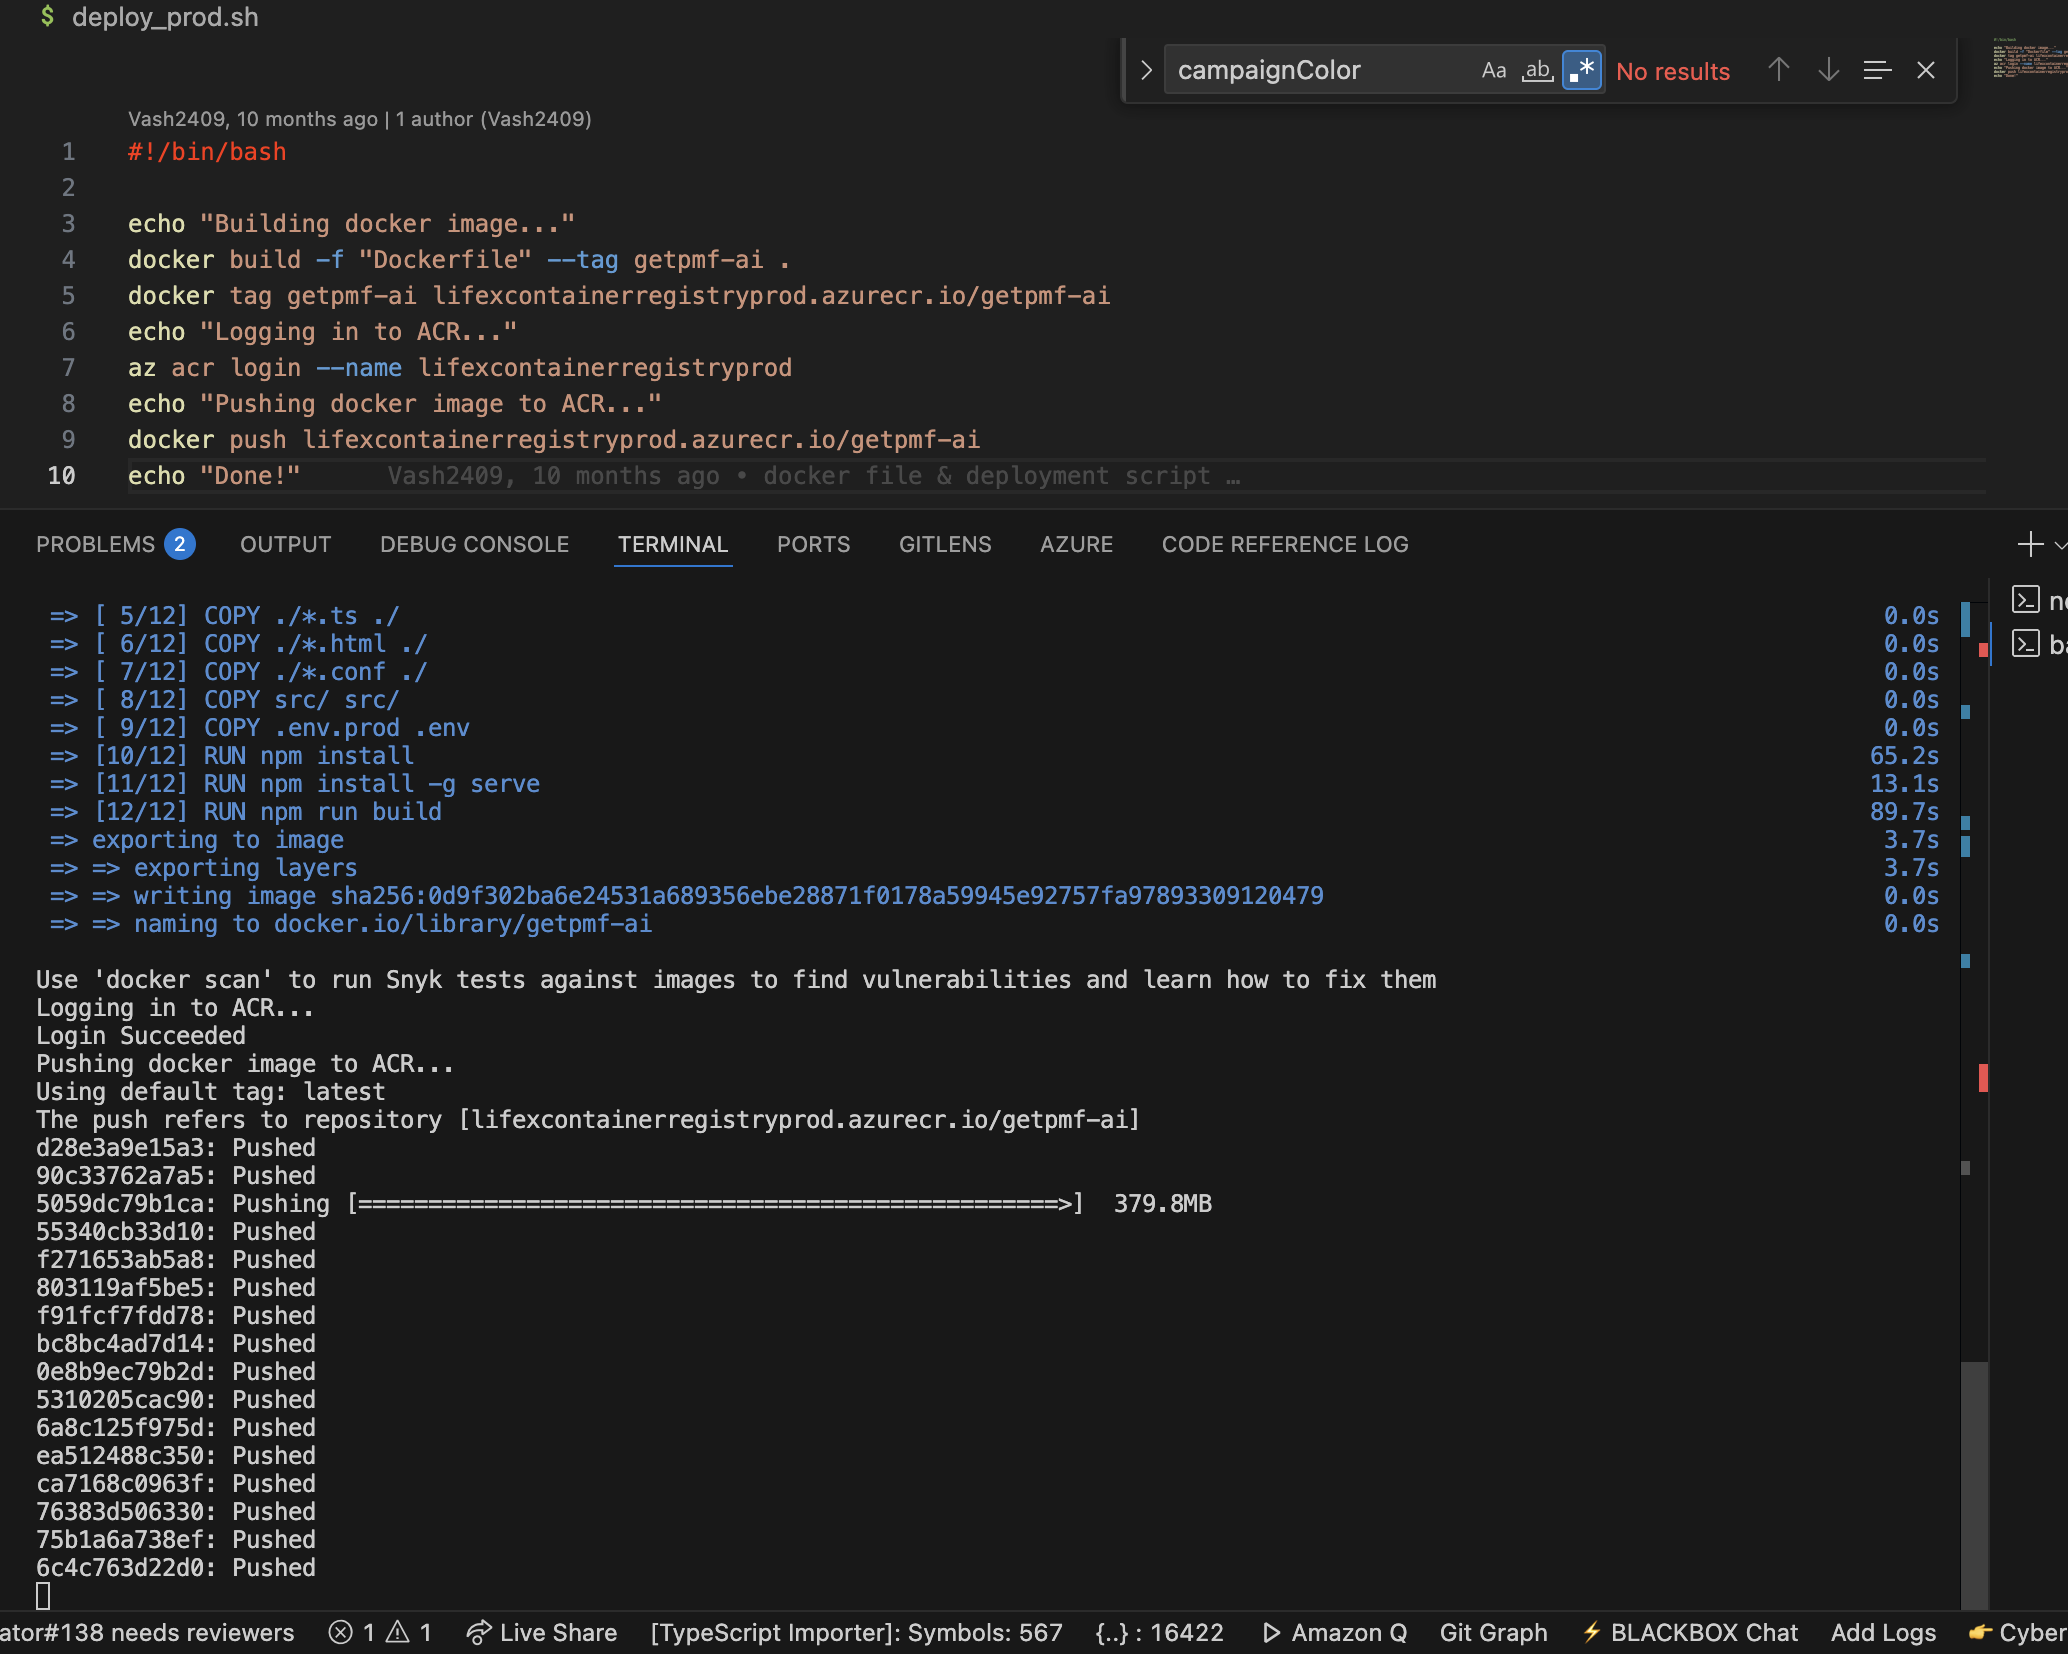 $ deploy_prod.sh
campaignColor Aa ab .* No results
Vash2409, 10 months ago | 1 author (Vash2409)
1 #!/bin/bash
2
3 echo "Building docker image..."
4 docker build -f "Dockerfile" --tag getpmf-ai .
5 docker tag getpmf-ai lifexcontainerregistryprod.azurecr.io/getpmf-ai
6 echo "Logging in to ACR..."
7 az acr login --name lifexcontainerregistryprod
8 echo "Pushing docker image to ACR..."
9 docker push lifexcontainerregistryprod.azurecr.io/getpmf-ai
10 echo "Done!" Vash2409, 10 months ago • docker file & deployment script …
PROBLEMS 2 OUTPUT DEBUG CONSOLE TERMINAL PORTS GITLENS AZURE CODE REFERENCE LOG
=> [ 5/12] COPY ./*.ts ./ 0.0s
=> [ 6/12] COPY ./*.html ./ 0.0s
=> [ 7/12] COPY ./*.conf ./ 0.0s
=> [ 8/12] COPY src/ src/ 0.0s
=> [ 9/12] COPY .env.prod .env 0.0s
=> [10/12] RUN npm install 65.2s
=> [11/12] RUN npm install -g serve 13.1s
=> [12/12] RUN npm run build 89.7s
=> exporting to image 3.7s
=> => exporting layers 3.7s
=> => writing image sha256:0d9f302ba6e24531a689356ebe28871f0178a59945e92757fa97893309120479 0.0s
=> => naming to docker.io/library/getpmf-ai 0.0s
Use 'docker scan' to run Snyk tests against images to find vulnerabilities and learn how to fix them
Logging in to ACR...
Login Succeeded
Pushing docker image to ACR...
Using default tag: latest
The push refers to repository [lifexcontainerregistryprod.azurecr.io/getpmf-ai]
d28e3a9e15a3: Pushed
90c33762a7a5: Pushed
5059dc79b1ca: Pushing [==================================================>] 379.8MB
55340cb33d10: Pushed
f271653ab5a8: Pushed
803119af5be5: Pushed
f91fcf7fdd78: Pushed
bc8bc4ad7d14: Pushed
0e8b9ec79b2d: Pushed
5310205cac90: Pushed
6a8c125f975d: Pushed
ea512488c350: Pushed
ca7168c0963f: Pushed
76383d506330: Pushed
75b1a6a738ef: Pushed
6c4c763d22d0: Pushed
ator#138 needs reviewers 1 1 Live Share [TypeScript Importer]: Symbols: 567 {..} : 16422 Amazon Q Git Graph BLACKBOX Chat Add Logs Cyber